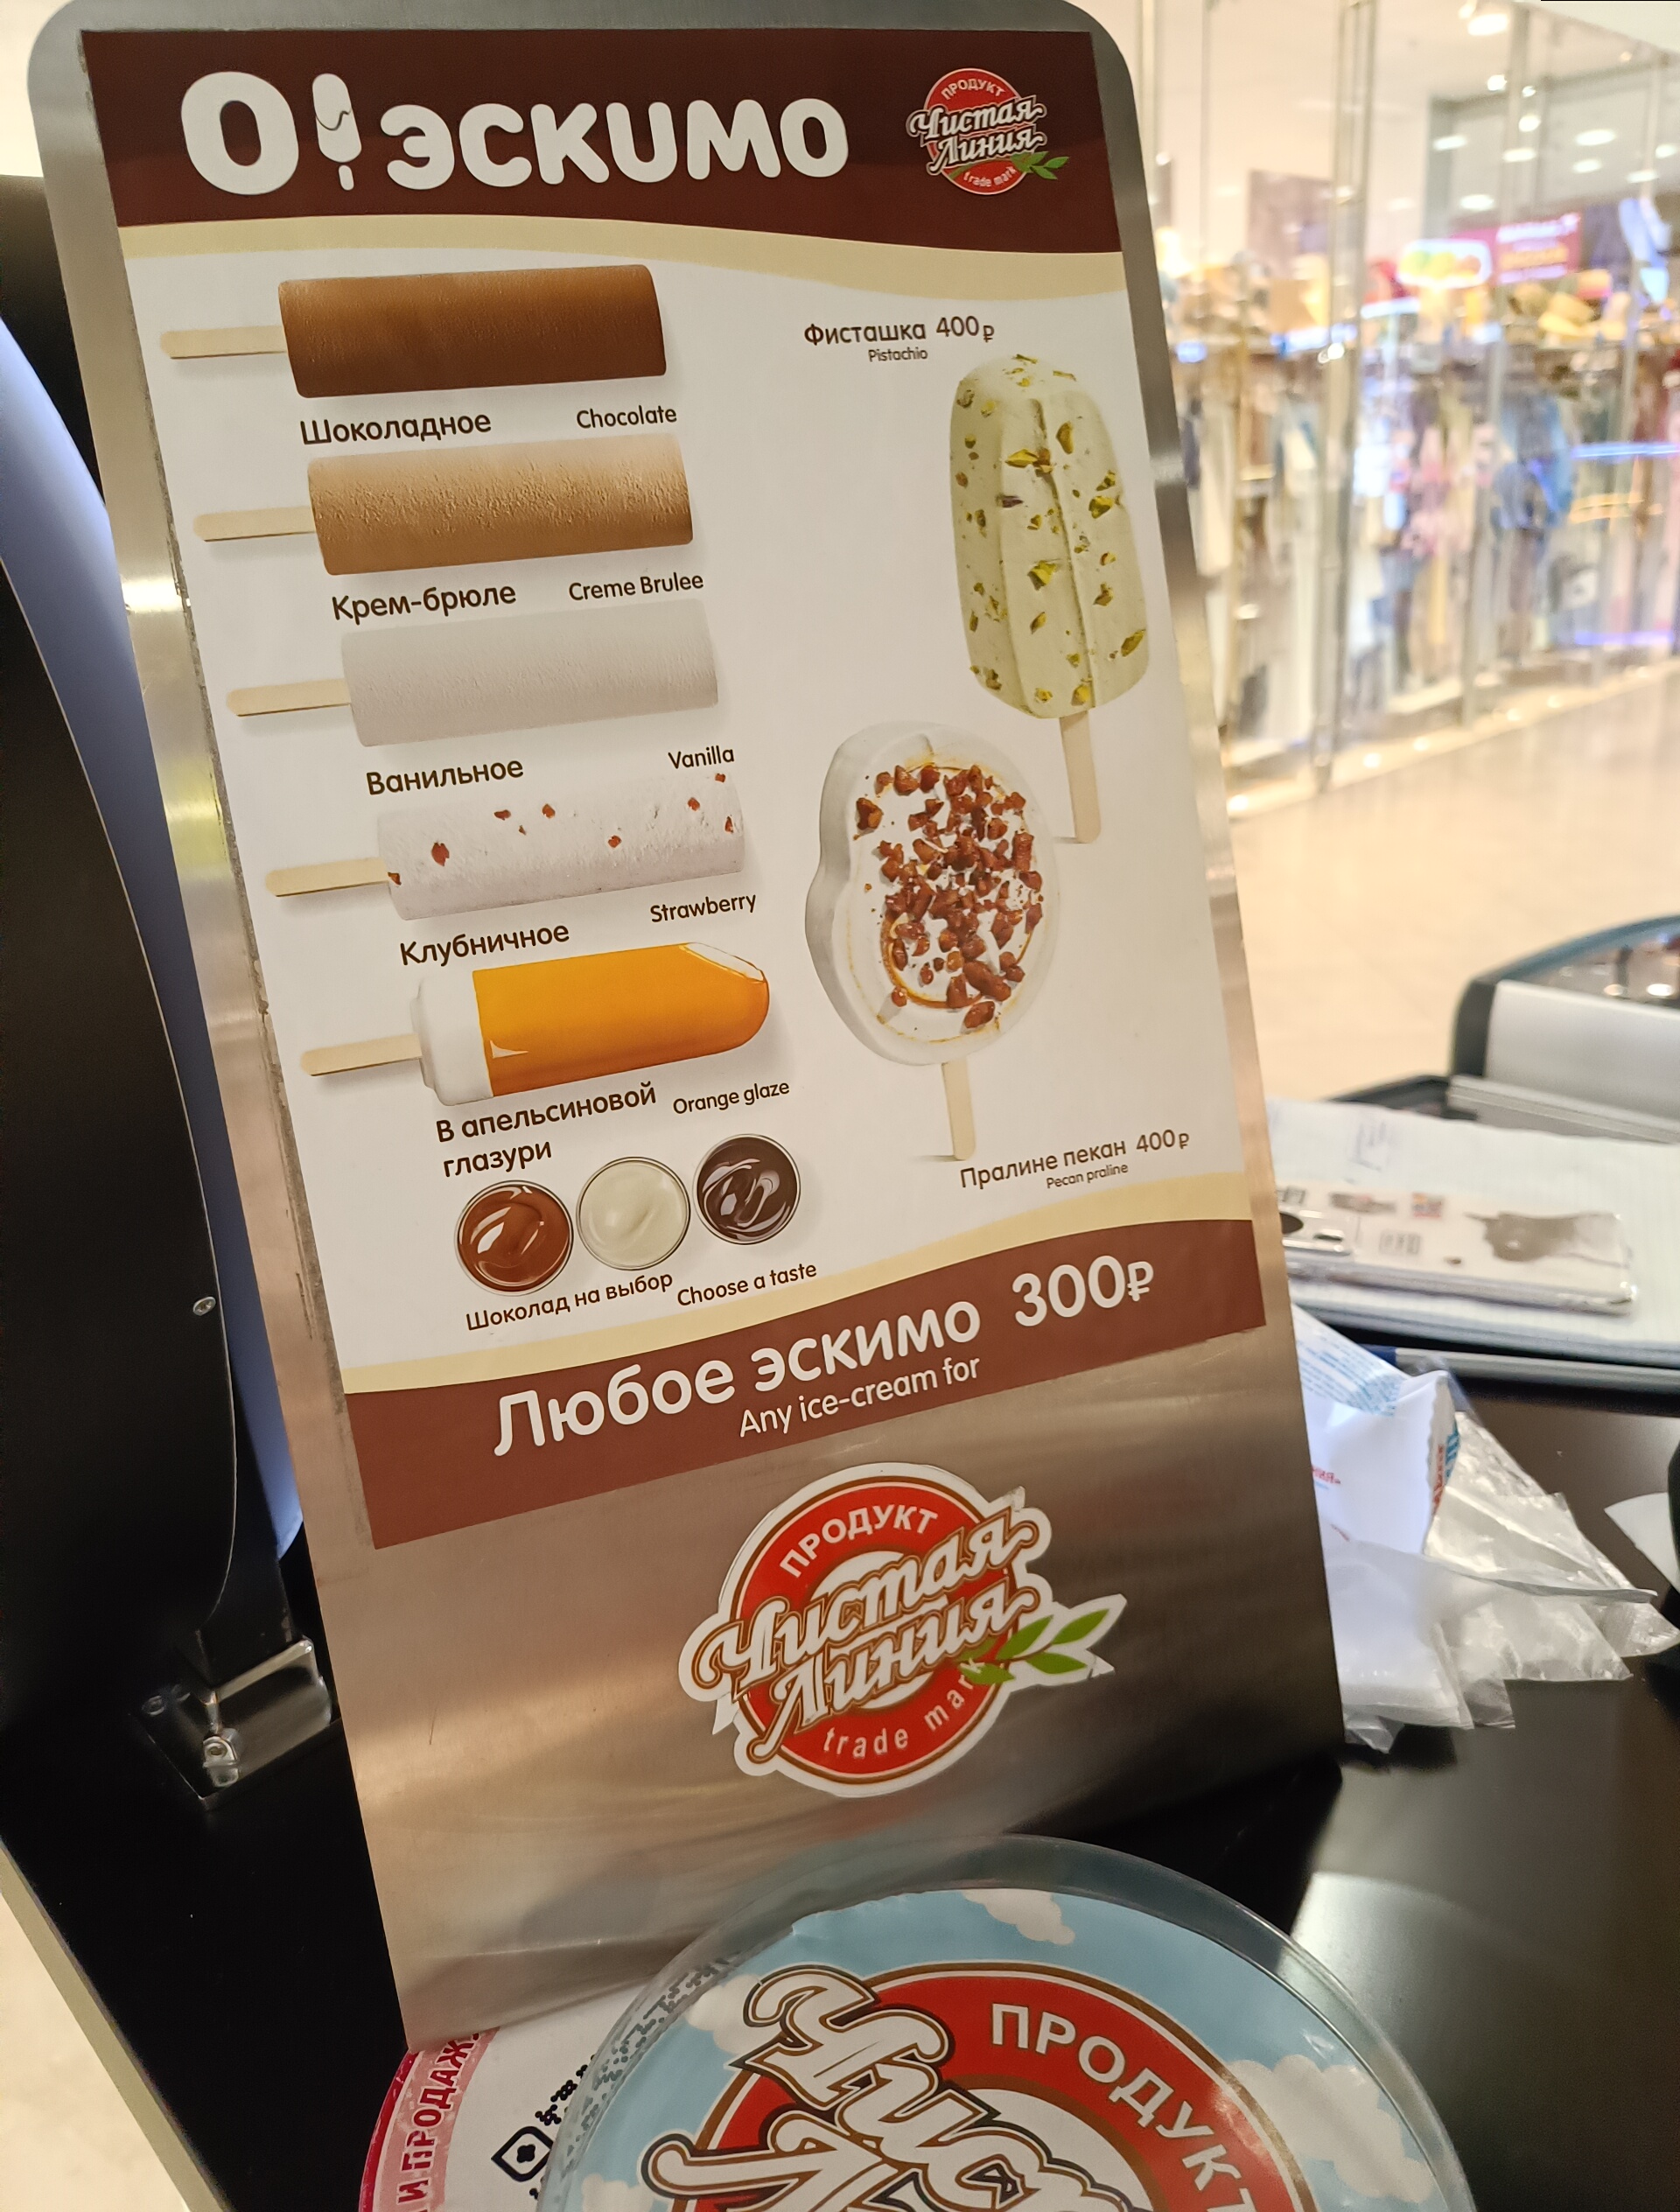 О! эскимо
ПРОДУКТ
Чистая
Линия
trade mark
Фисташка 400₽
Pistachio
Шоколадное Chocolate
Крем-брюле Creme Brulee
Ванильное Vanilla
Клубничное Strawberry
В апельсиновой Orange glaze
глазури
Пралине пекан 400₽
Pecan praline
Шоколад на выбор Choose a taste
Любое эскимо 300₽
Any ice-cream for
ПРОДУКТ
Чистая
Линия
trade mark
И ПРОДАЖ
ПРОДУКТ